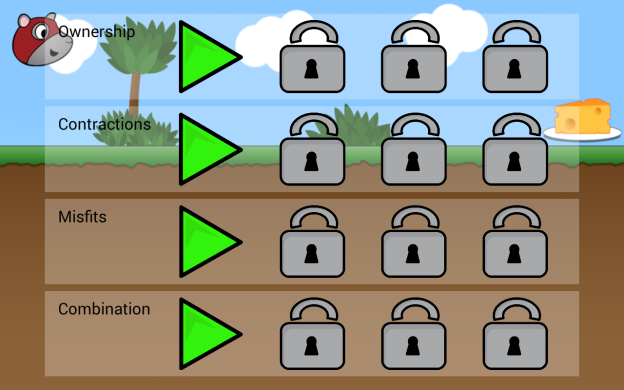 Ownership
Contractions
Misfits
Combination